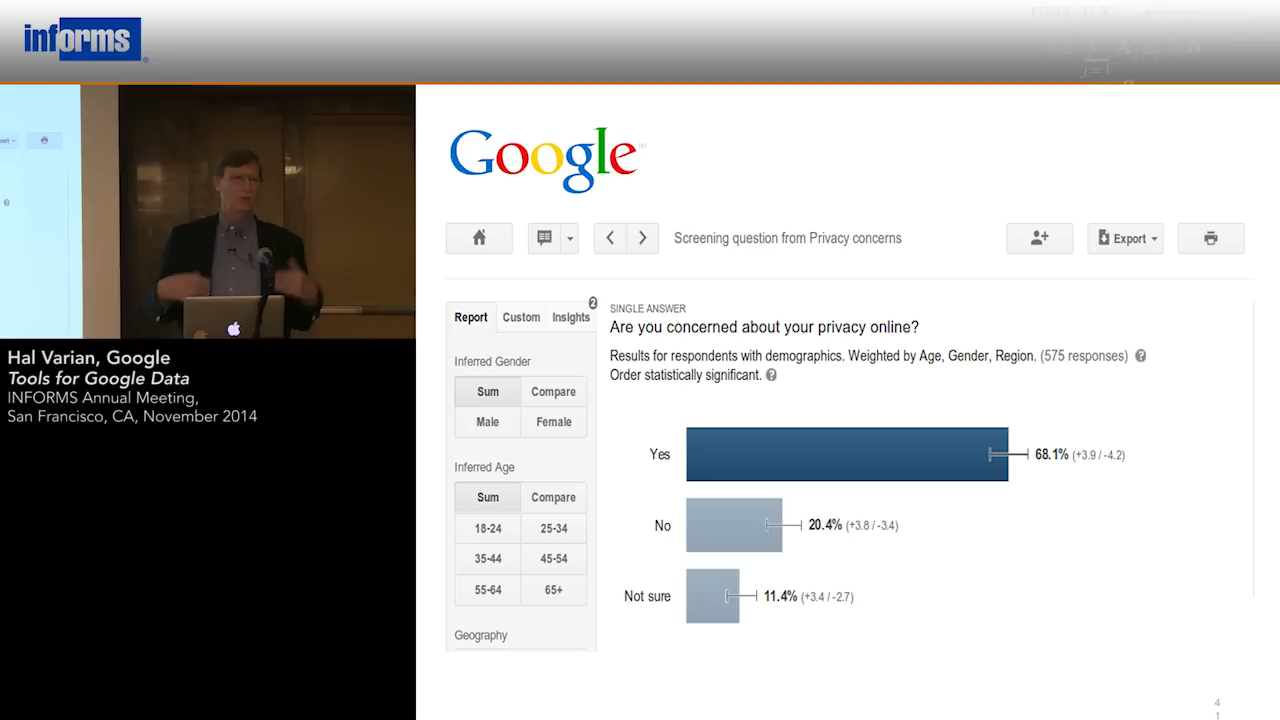 informs
Google
Screening question from Privacy concerns
Export
Report
Custom
Insights
2
SINGLE ANSWER
Are you concerned about your privacy online?
Results for respondents with demographics. Weighted by Age, Gender, Region. (575 responses)
Order statistically significant.
Inferred Gender
Sum Compare
Male Female
Inferred Age
Sum Compare
18-24 25-34
35-44 45-54
55-64 65+
Geography
Yes 68.1% (+3.9 / -4.2)
No 20.4% (+3.8 / -3.4)
Not sure 11.4% (+3.4 / -2.7)
Hal Varian, Google
Tools for Google Data
INFORMS Annual Meeting,
San Francisco, CA, November 2014
4
1